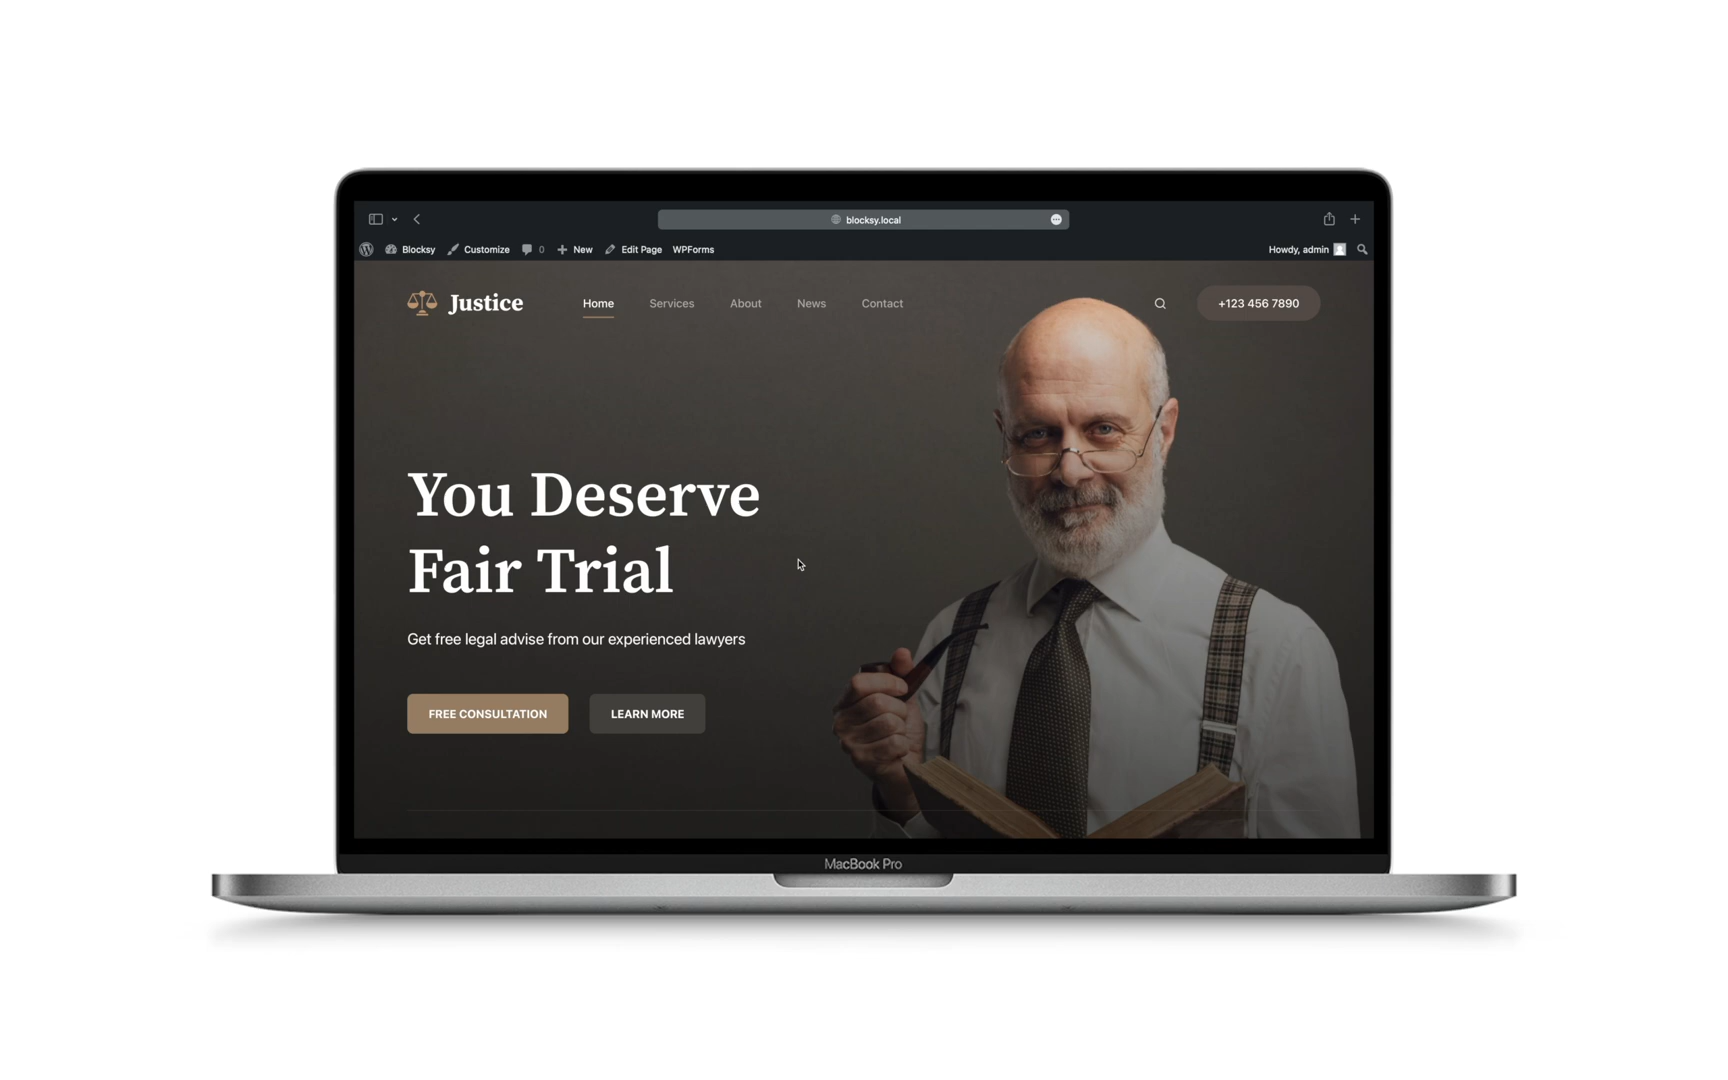 blocksy.local
Blocksy Customize 0 New Edit Page WPForms Howdy, admin
Justice Home Services About News Contact +123 456 7890
You Deserve
Fair Trial
Get free legal advise from our experienced lawyers
FREE CONSULTATION LEARN MORE
MacBook Pro